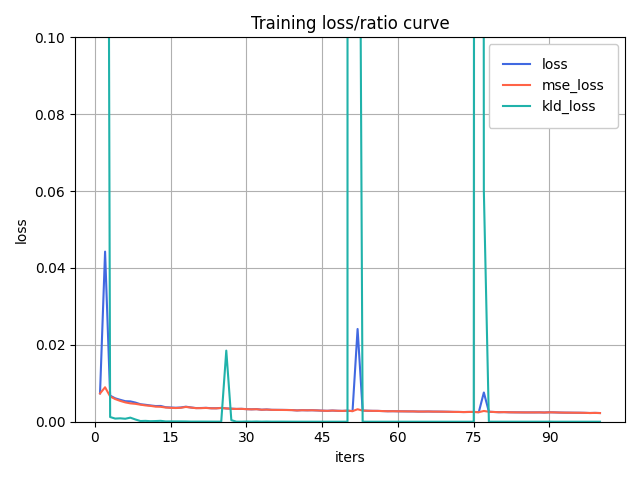 Training loss/ratio curve
loss
mse_loss
kld_loss
loss
0.10
0.08
0.06
0.04
0.02
0.00
0 15 30 45 60 75 90
iters